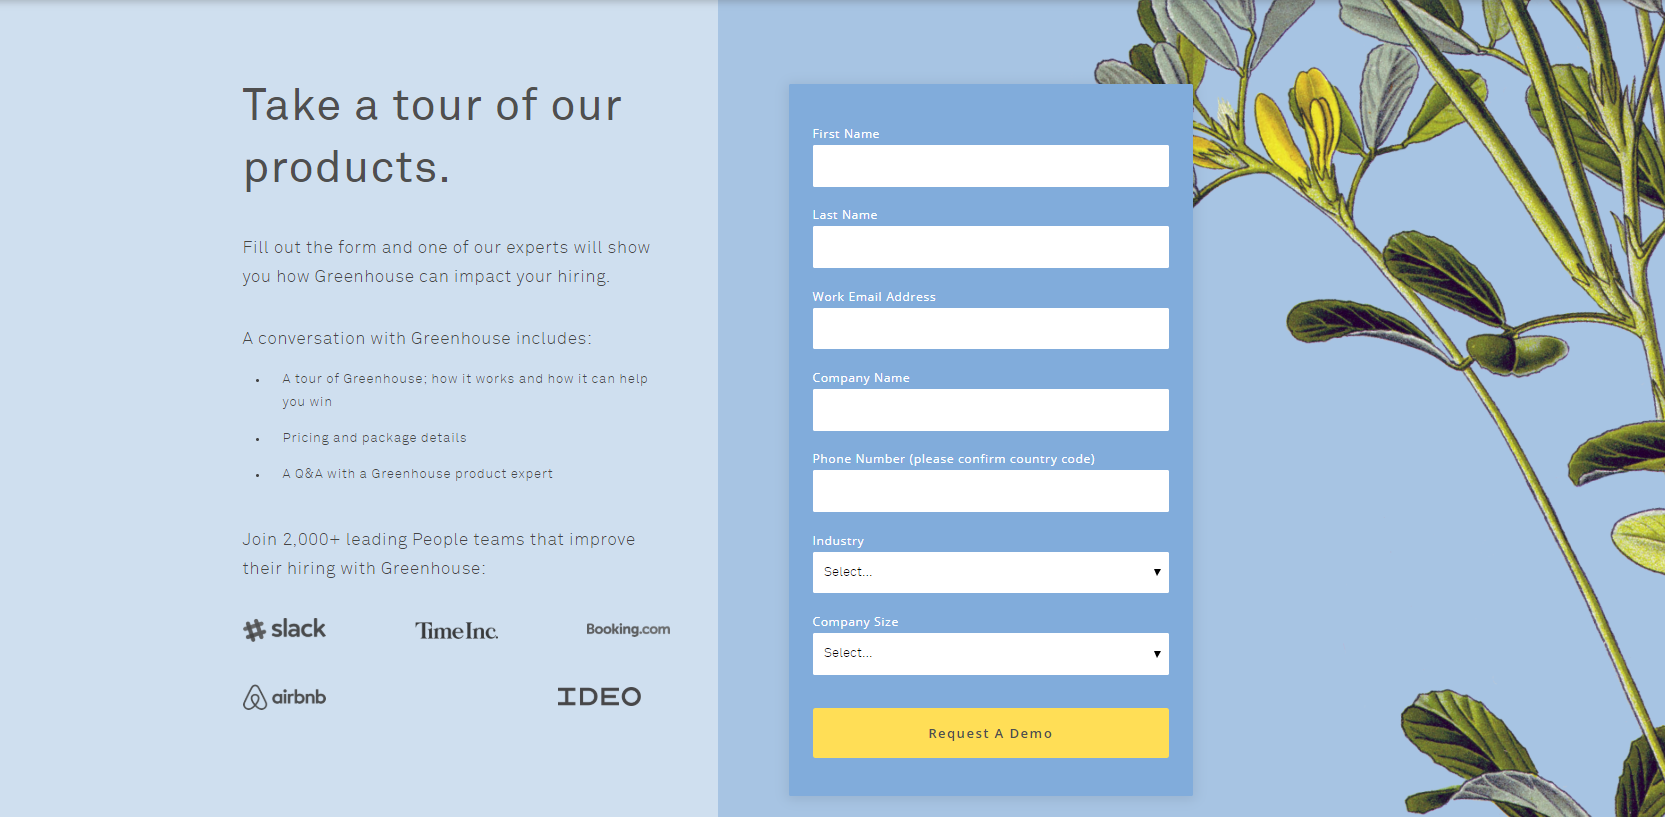 Take a tour of our
products.
Fill out the form and one of our experts will show
you how Greenhouse can impact your hiring.
A conversation with Greenhouse includes:
• A tour of Greenhouse; how it works and how it can help
you win
• Pricing and package details
• A Q&A with a Greenhouse product expert
Join 2,000+ leading People teams that improve
their hiring with Greenhouse:
slack
Time Inc.
Booking.com
airbnb
IDEO
First Name
Last Name
Work Email Address
Company Name
Phone Number (please confirm country code)
Industry
Select...
Company Size
Select...
Request A Demo